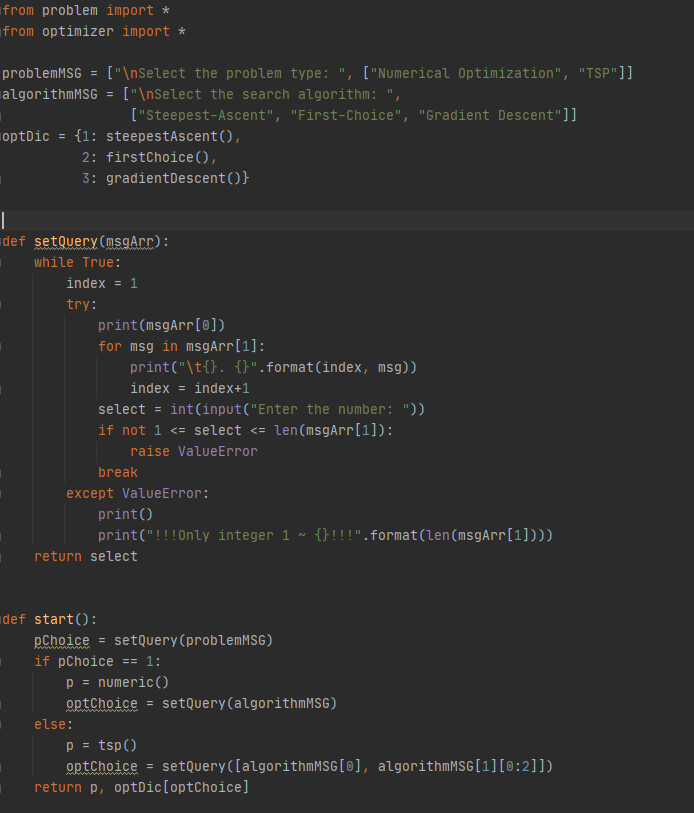 from problem import *
from optimizer import *

problemMSG = ["\nSelect the problem type: ", ["Numerical Optimization", "TSP"]]
algorithmMSG = ["\nSelect the search algorithm: ",
                ["Steepest-Ascent", "First-Choice", "Gradient Descent"]]
optDic = {1: steepestAscent(),
          2: firstChoice(),
          3: gradientDescent()}


def setQuery(msgArr):
    while True:
        index = 1
        try:
            print(msgArr[0])
            for msg in msgArr[1]:
                print("\t{}. {}".format(index, msg))
                index = index+1
            select = int(input("Enter the number: "))
            if not 1 <= select <= len(msgArr[1]):
                raise ValueError
            break
        except ValueError:
            print()
            print("!!!Only integer 1 ~ {}!!!".format(len(msgArr[1])))
    return select


def start():
    pChoice = setQuery(problemMSG)
    if pChoice == 1:
        p = numeric()
        optChoice = setQuery(algorithmMSG)
    else:
        p = tsp()
        optChoice = setQuery([algorithmMSG[0], algorithmMSG[1][0:2]])
    return p, optDic[optChoice]